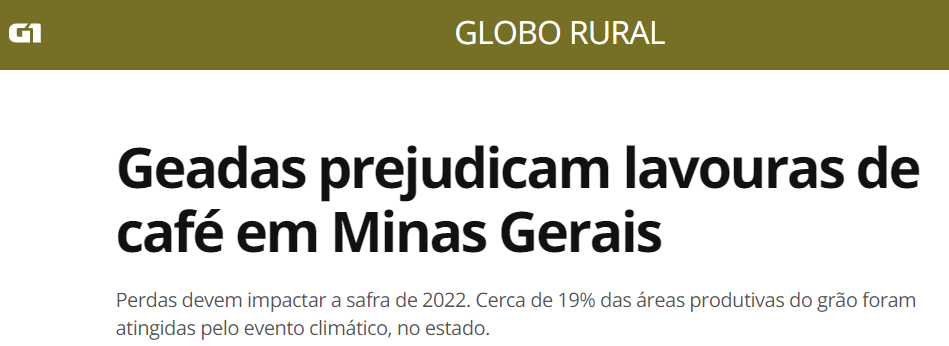 G1
GLOBO RURAL
Geadas prejudicam lavouras de
café em Minas Gerais
Perdas devem impactar a safra de 2022. Cerca de 19% das áreas produtivas do grão foram
atingidas pelo evento climático, no estado.